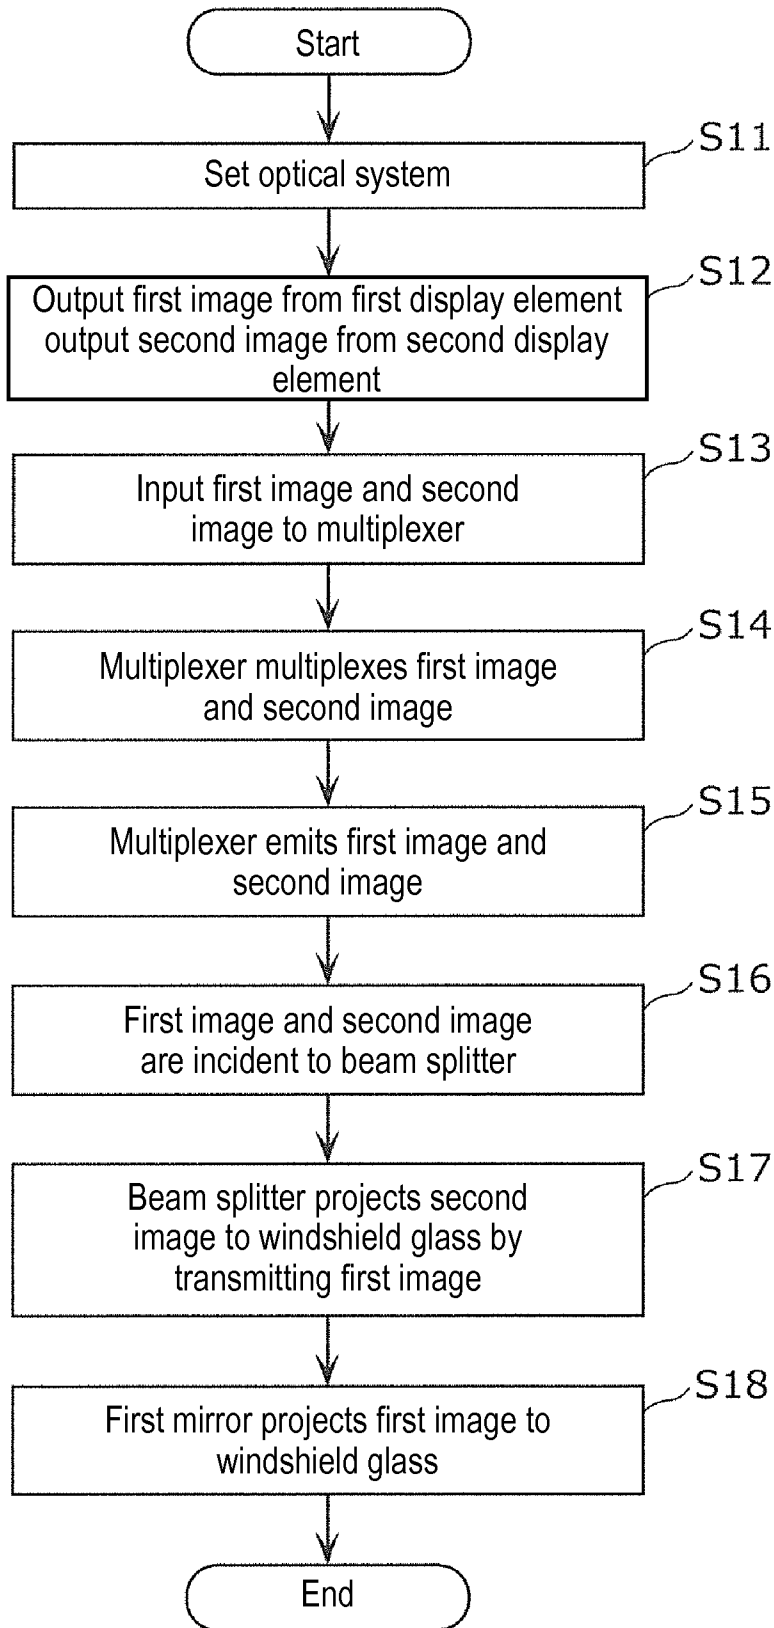 Start
S11
Set optical system
S12
Output first image from first display element
output second image from second display
element
S13
Input first image and second
image to multiplexer
S14
Multiplexer multiplexes first image
and second image
S15
Multiplexer emits first image and
second image
S16
First image and second image
are incident to beam splitter
S17
Beam splitter projects second
image to windshield glass by
transmitting first image
S18
First mirror projects first image to
windshield glass
End